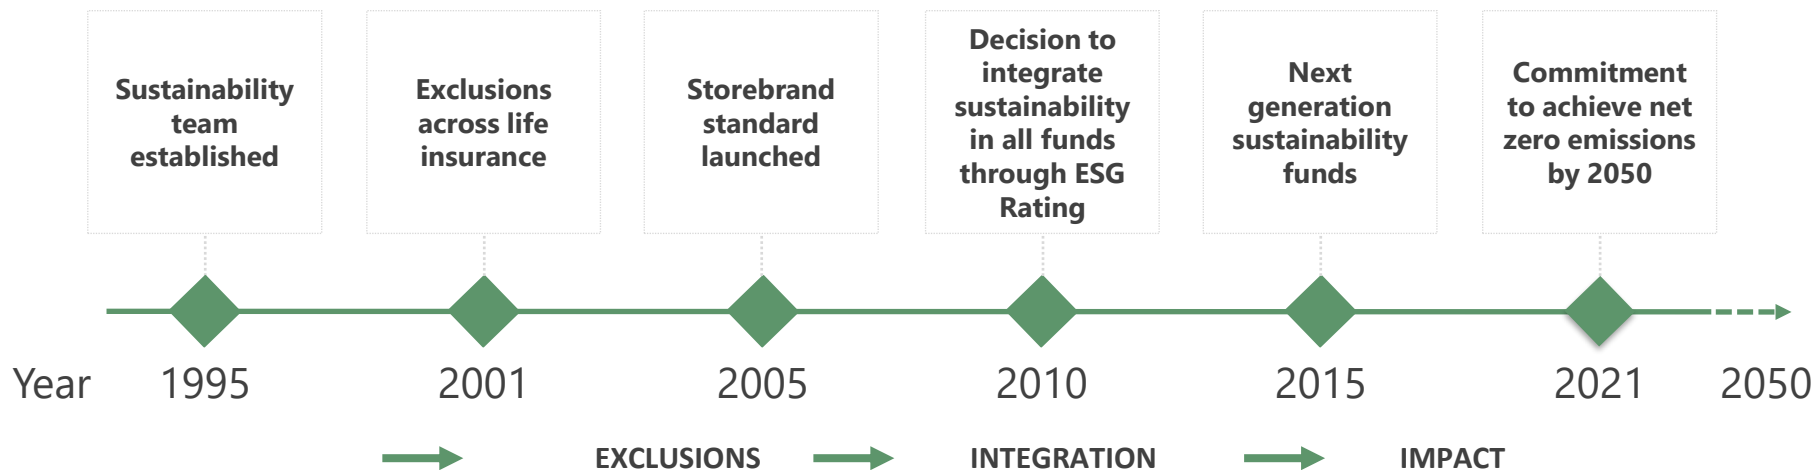 Sustainability
team
established
Exclusions
across life
insurance
Storebrand
standard
launched
Decision to
integrate
sustainability
in all funds
through ESG
Rating
Next
generation
sustainability
funds
Commitment
to achieve net
zero emissions
by 2050
Year 1995 2001 2005 2010 2015 2021 2050
EXCLUSIONS INTEGRATION IMPACT